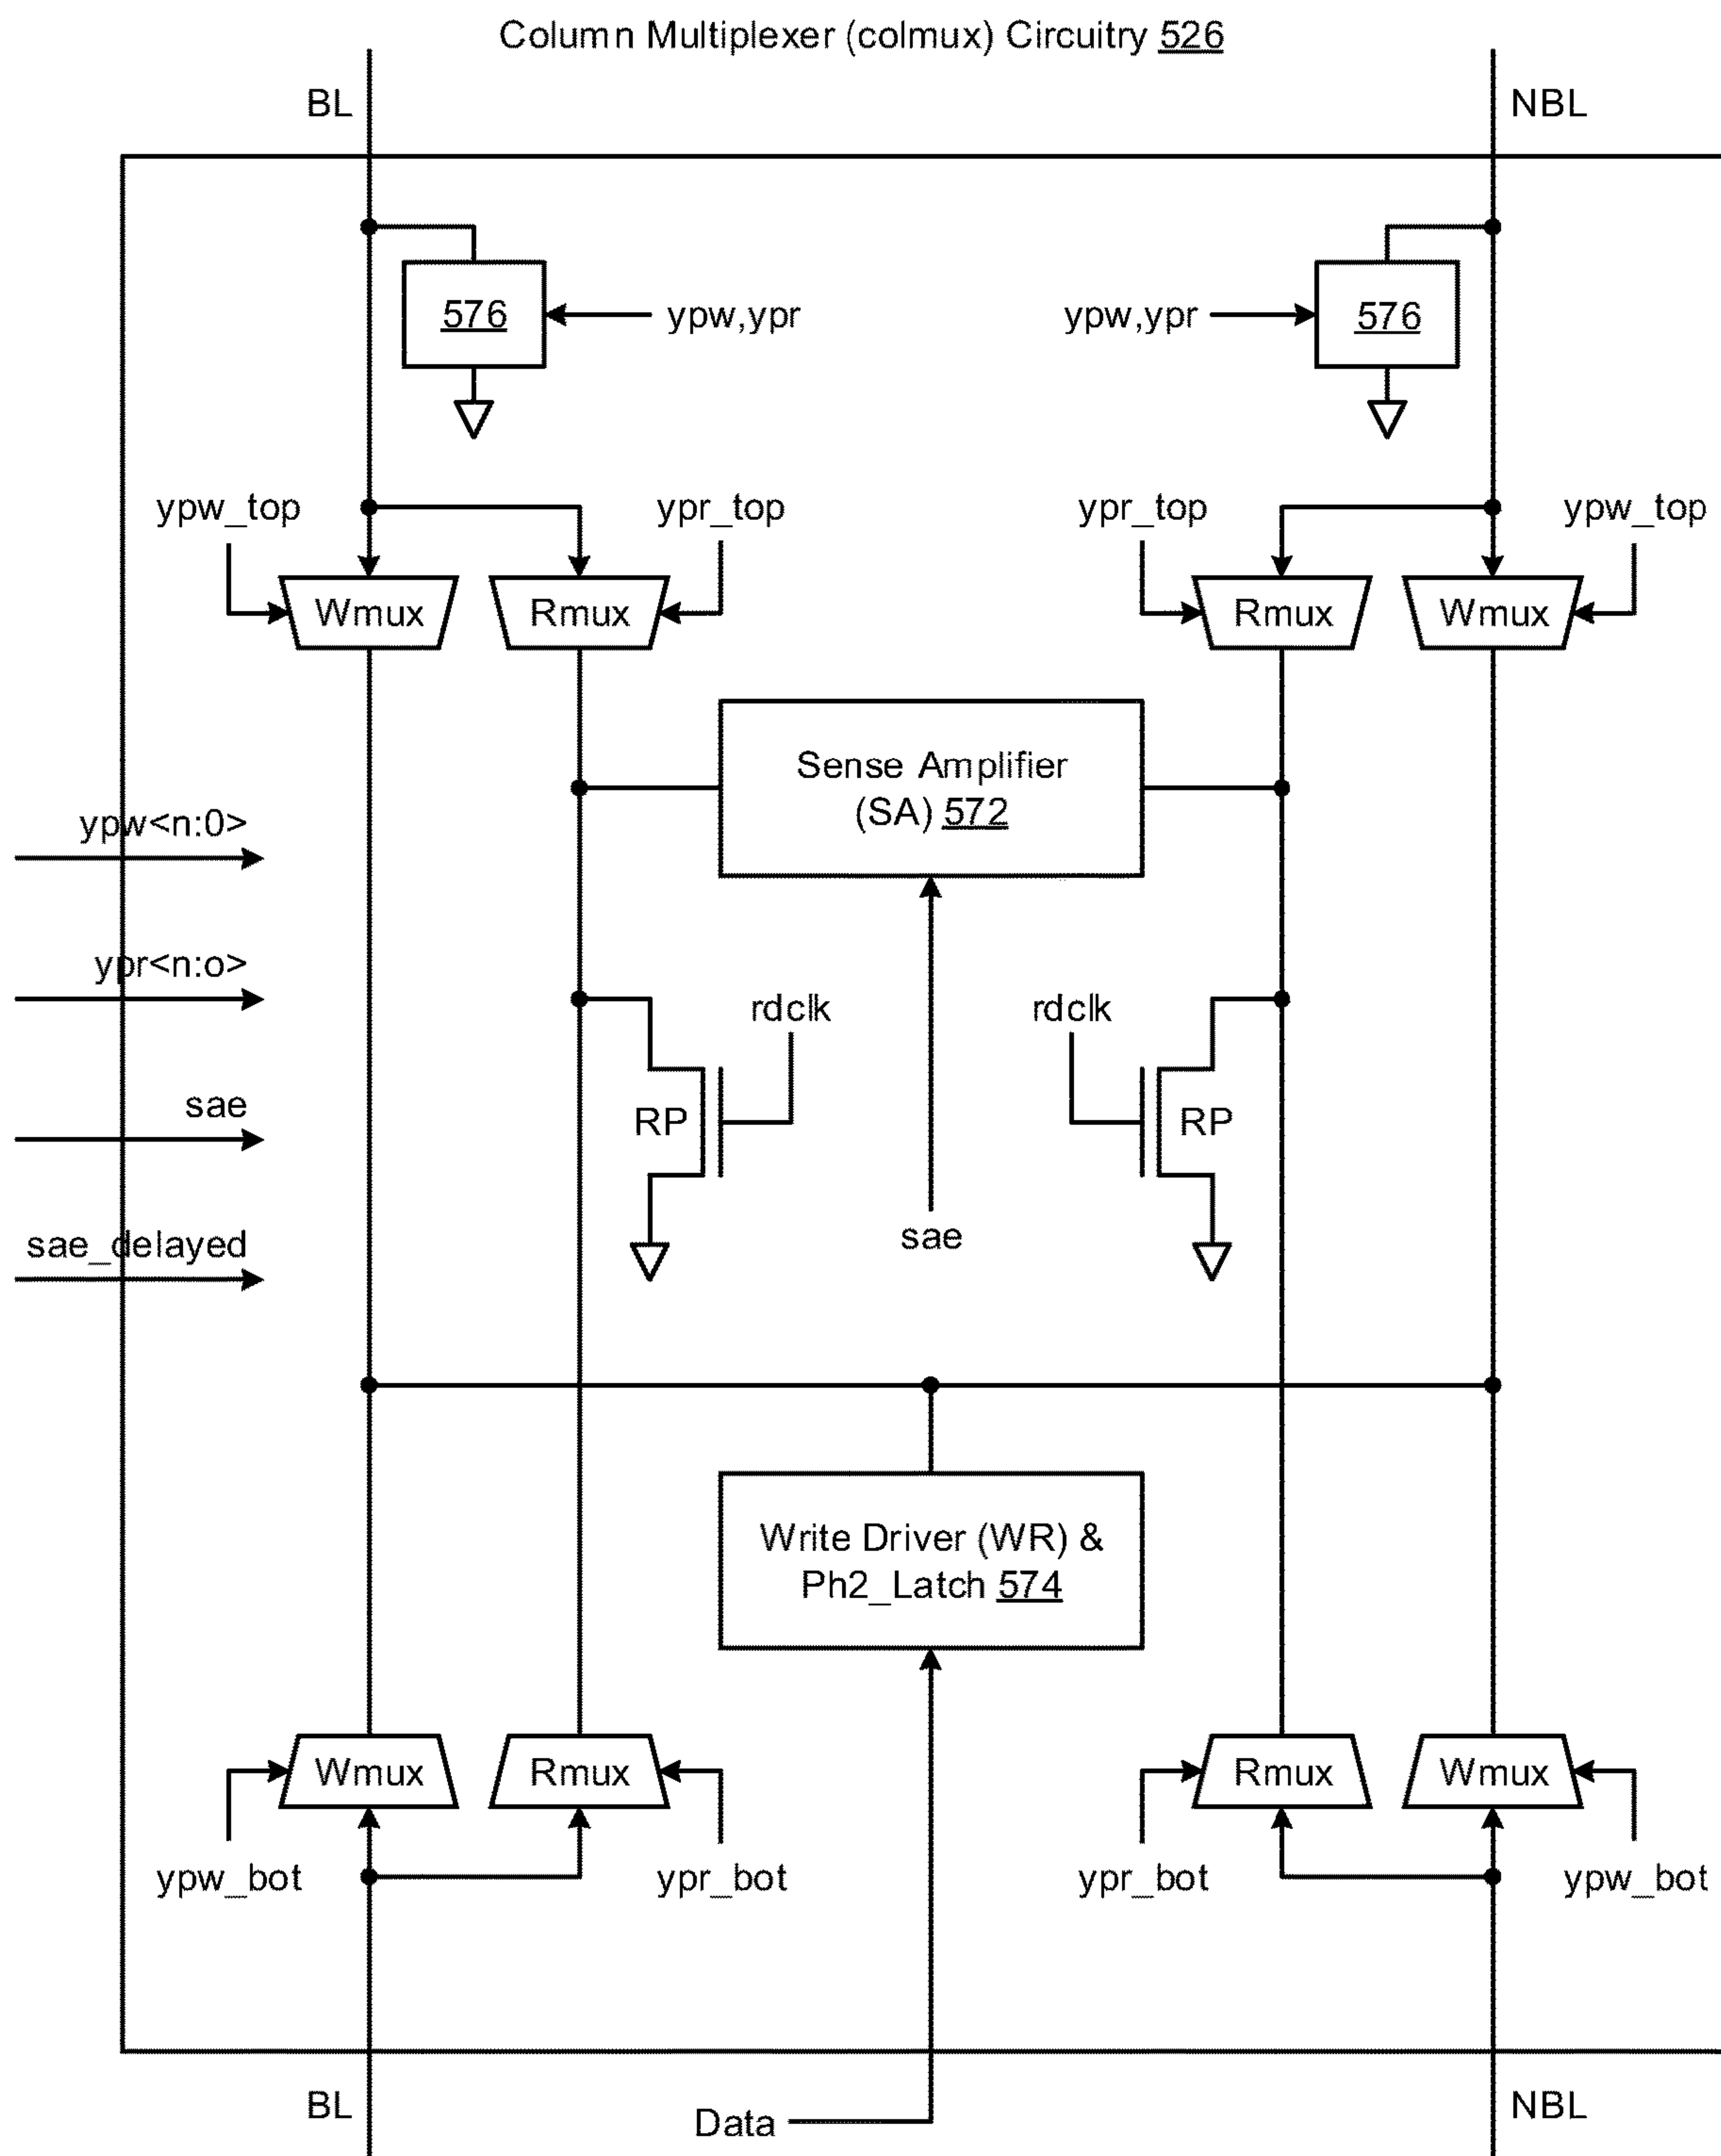 Column Multiplexer (colmux) Circuitry 526
BL
NBL
576
ypw,ypr
ypw,ypr
576
ypw_top
ypr_top
ypr_top
ypw_top
Wmux
Rmux
Rmux
Wmux
Sense Amplifier
(SA) 572
ypw<n:0>
ypr<n:o>
rdclk
rdclk
sae
RP
RP
sae
sae_delayed
Write Driver (WR) &
Ph2_Latch 574
Wmux
Rmux
Rmux
Wmux
ypw_bot
ypr_bot
ypr_bot
ypw_bot
BL
Data
NBL